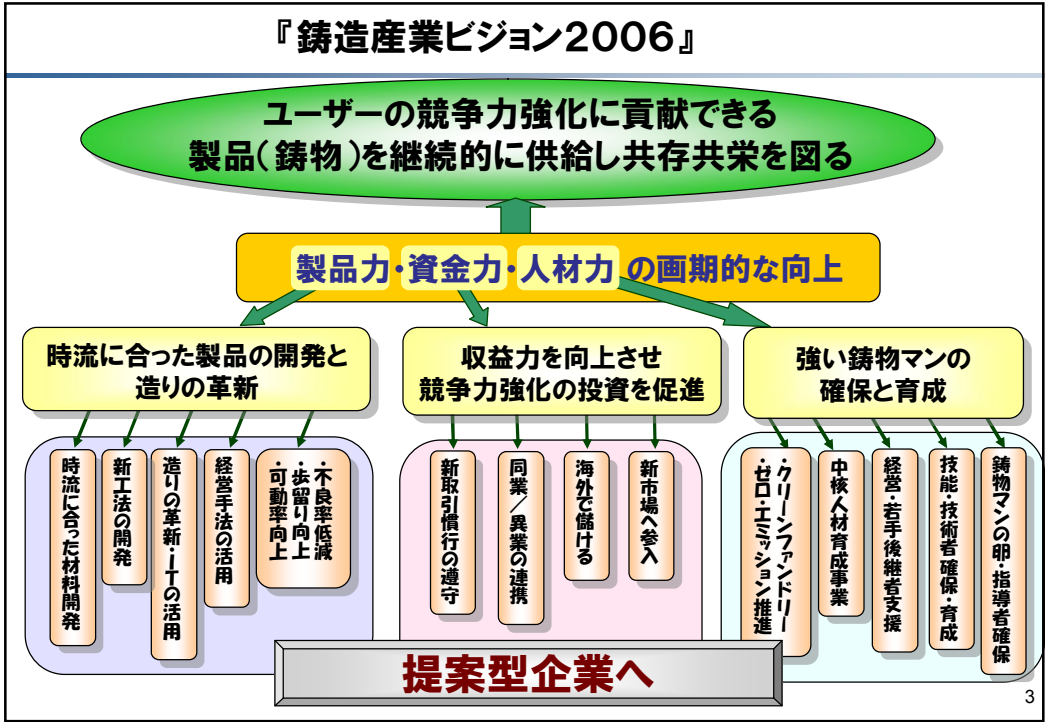 『鋳造産業ビジョン2006』
ユーザーの競争力強化に貢献できる
製品(鋳物)を継続的に供給し共存共栄を図る
製品力・資金力・人材力 の画期的な向上
時流に合った製品の開発と
造りの革新
収益力を向上させ
競争力強化の投資を促進
強い鋳物マンの
確保と育成
時流に合った材料開発
新工法の開発
造りの革新・ITの活用
経営手法の活用
・不良率低減
・歩留り向上
・可動率向上
新取引慣行の遵守
同業/異業の連携
海外で儲ける
新市場へ参入
・クリーンファンドリー
・ゼロ・エミッション推進
中核人材育成事業
経営・若手後継者支援
技能・技術者確保・育成
鋳物マンの卵・指導者確保
提案型企業へ
3